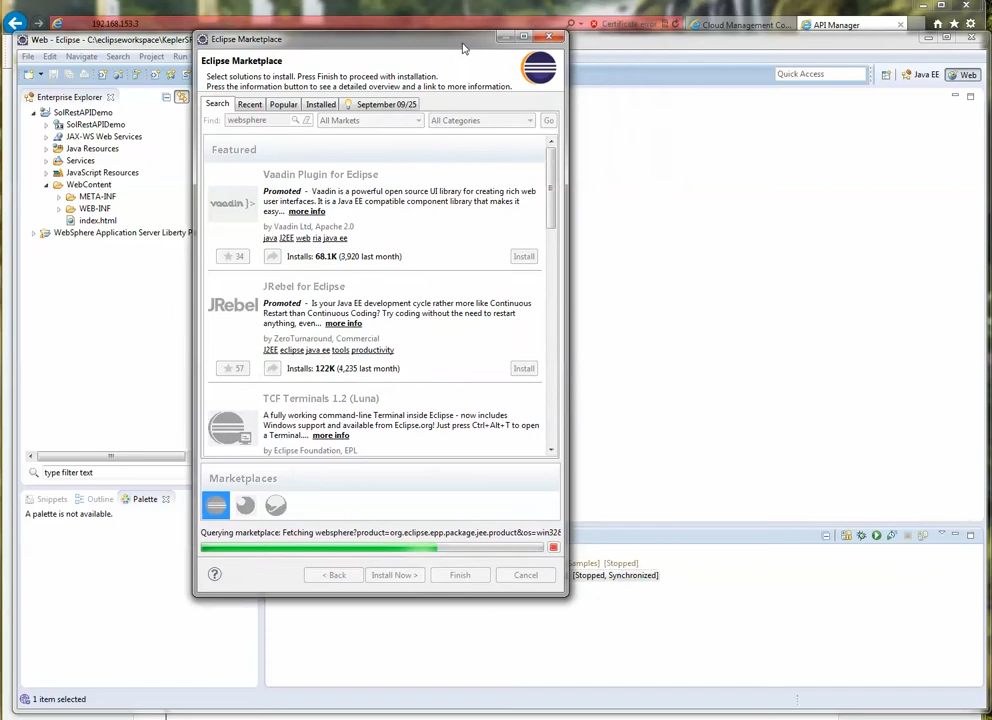 192.168.153.3
Certificate error
Cloud Management Co...
API Manager
Web - Eclipse - C:\eclipseworkspace\KeplerSR
File Edit Navigate Search Project Run
Quick Access
Java EE
Web
Enterprise Explorer
SolRestAPIDemo
SolRestAPIDemo
JAX-WS Web Services
Java Resources
Services
JavaScript Resources
WebContent
META-INF
WEB-INF
index.html
WebSphere Application Server Liberty P
type filter text
Snippets
Outline
Palette
A palette is not available.
1 item selected
Eclipse Marketplace
Eclipse Marketplace
Select solutions to install. Press Finish to proceed with installation.
Press the information button to see a detailed overview and a link to more information.
Search Recent Popular Installed September 09/25
Find: websphere All Markets All Categories Go
Featured
Vaadin Plugin for Eclipse
vaadin }>
Promoted - Vaadin is a powerful open source UI library for creating rich web
user interfaces. It is a Java EE compatible component library that makes it
easy... more info
by Vaadin Ltd, Apache 2.0
java J2EE web ria java ee
34 Installs: 68.1K (3,920 last month) Install
JRebel for Eclipse
JRebel
Promoted - Is your Java EE development cycle rather more like Continuous
Restart than Continuous Coding? Try coding without the need to restart
anything, even... more info
by ZeroTurnaround, Commercial
J2EE eclipse java ee tools productivity
57 Installs: 122K (4,235 last month) Install
TCF Terminals 1.2 (Luna)
A fully working command-line Terminal inside Eclipse - now includes
Windows support and available from Eclipse.org! Just press Ctrl+Alt+T to open
a Terminal.... more info
by Eclipse Foundation, EPL
Marketplaces
Querying marketplace: Fetching websphere?product=org.eclipse.epp.package.jee.product&os=win32&
? < Back Install Now > Finish Cancel
amples] [Stopped]
[Stopped, Synchronized]